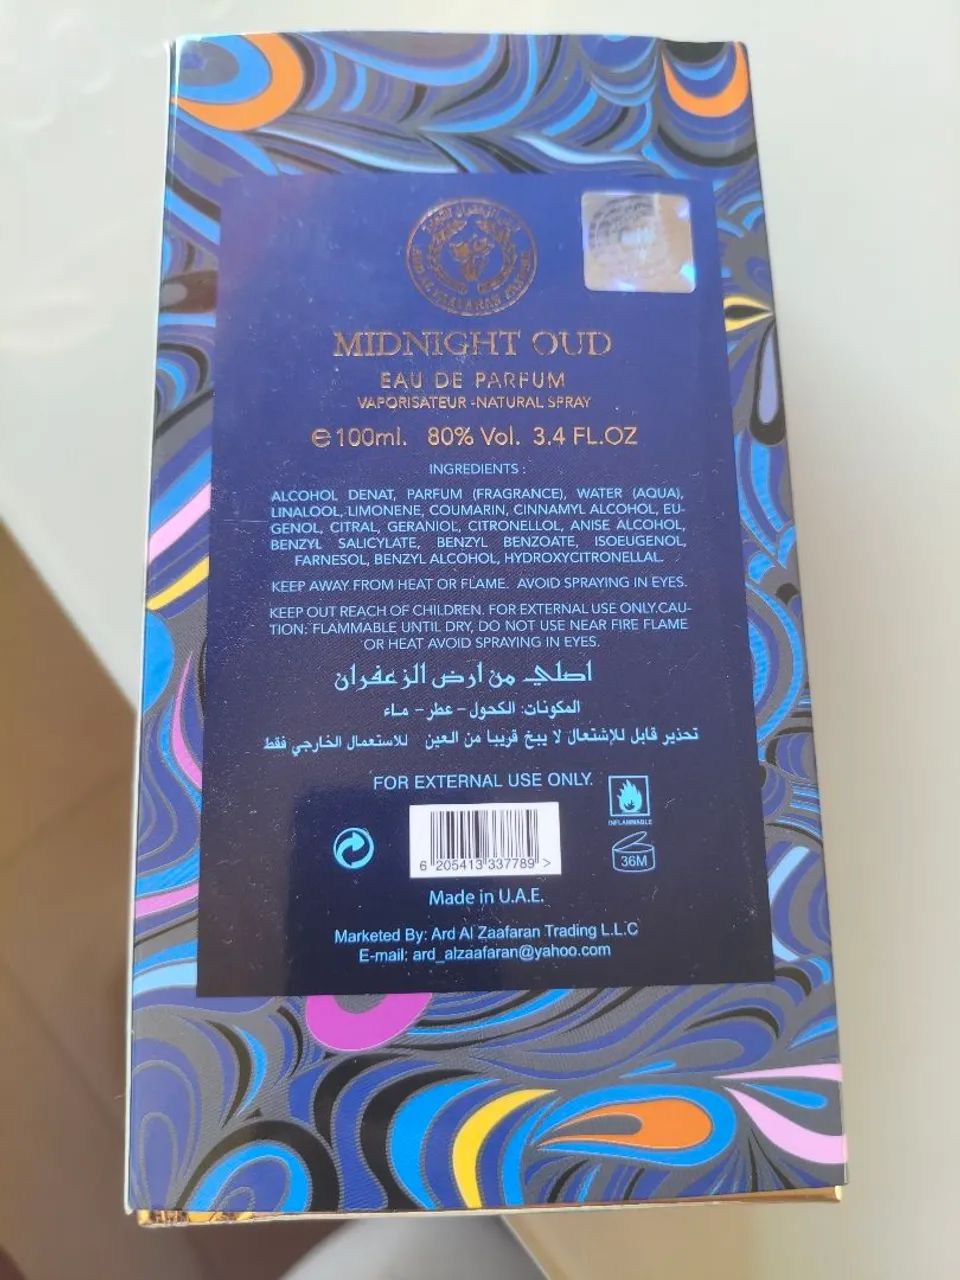 ARD AL ZAAFARAN
MIDNIGHT OUD
EAU DE PARFUM
VAPORISATEUR -NATURAL SPRAY
℮100ml. 80% Vol. 3.4 FL.OZ
INGREDIENTS :
ALCOHOL DENAT, PARFUM (FRAGRANCE), WATER (AQUA),
LINALOOL, LIMONENE, COUMARIN, CINNAMYL ALCOHOL, EU-
GENOL, CITRAL, GERANIOL, CITRONELLOL, ANISE ALCOHOL,
BENZYL SALICYLATE, BENZYL BENZOATE, ISOEUGENOL,
FARNESOL, BENZYL ALCOHOL, HYDROXYCITRONELLAL.
KEEP AWAY FROM HEAT OR FLAME. AVOID SPRAYING IN EYES.
KEEP OUT REACH OF CHILDREN. FOR EXTERNAL USE ONLY.CAU-
TION: FLAMMABLE UNTIL DRY, DO NOT USE NEAR FIRE FLAME
OR HEAT AVOID SPRAYING IN EYES.
اصلي من ارض الزعفران
المكونات: الكحول - عطر - ماء
تحذير قابل للإشتعال لا يبخ قريبا من العين للاستعمال الخارجي فقط
FOR EXTERNAL USE ONLY.
INFLAMMABLE
36M
6 205413 337789 >
Made in U.A.E.
Marketed By: Ard Al Zaafaran Trading L.L.C
E-mail: ard_alzaafaran@yahoo.com